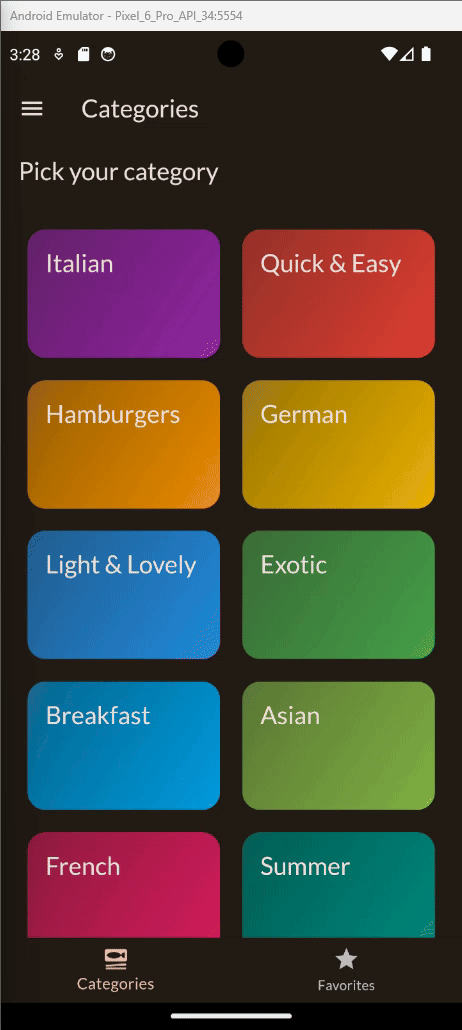 Android Emulator - Pixel_6_Pro_API_34:5554
3:28
Categories
Pick your category
Italian
Quick & Easy
Hamburgers
German
Light & Lovely
Exotic
Breakfast
Asian
French
Summer
Categories
Favorites